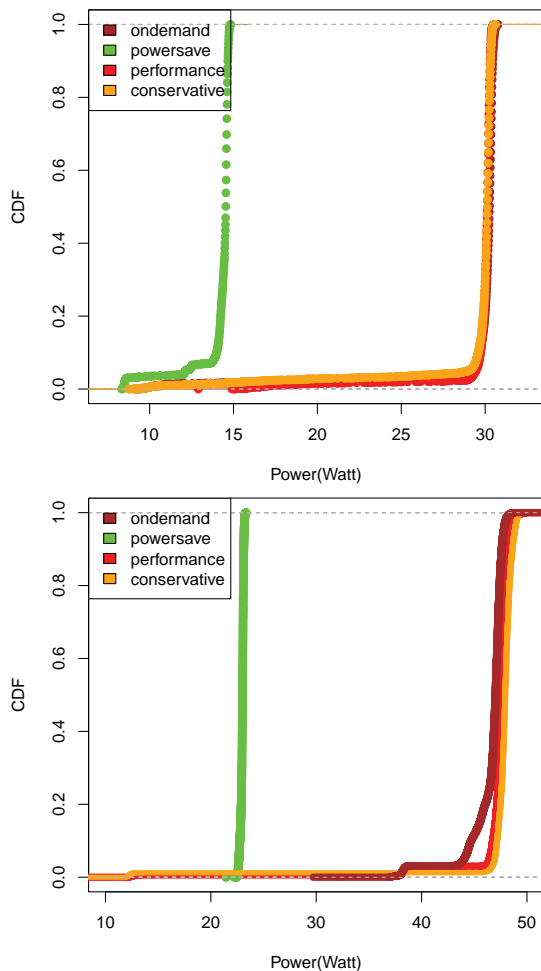 ondemand
powersave
performance
conservative
CDF
1.0
0.8
0.6
0.4
0.2
0.0
10 15 20 25 30
Power(Watt)
ondemand
powersave
performance
conservative
CDF
1.0
0.8
0.6
0.4
0.2
0.0
10 20 30 40 50
Power(Watt)